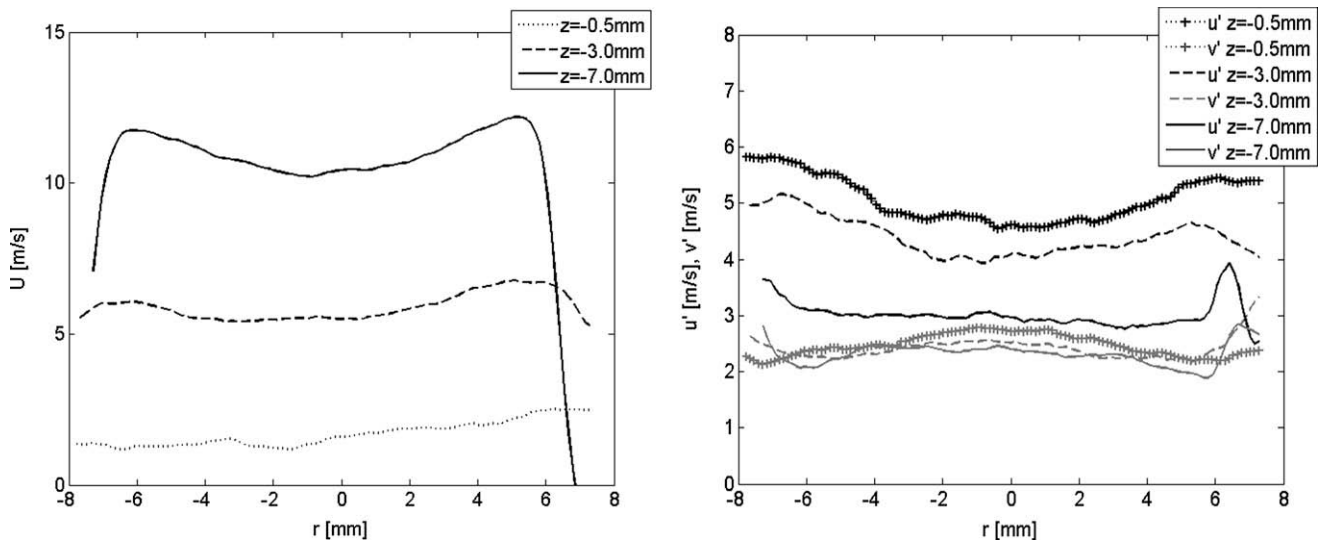 15
10
5
0
-8 -6 -4 -2 0 2 4 6 8
U [m/s]
r [mm]
z=-0.5mm
z=-3.0mm
z=-7.0mm
8
7
6
5
4
3
2
1
0
-8 -6 -4 -2 0 2 4 6 8
u', v' [m/s]
r [mm]
u' z=-0.5mm
v' z=-0.5mm
u' z=-3.0mm
v' z=-3.0mm
u' z=-7.0mm
v' z=-7.0mm